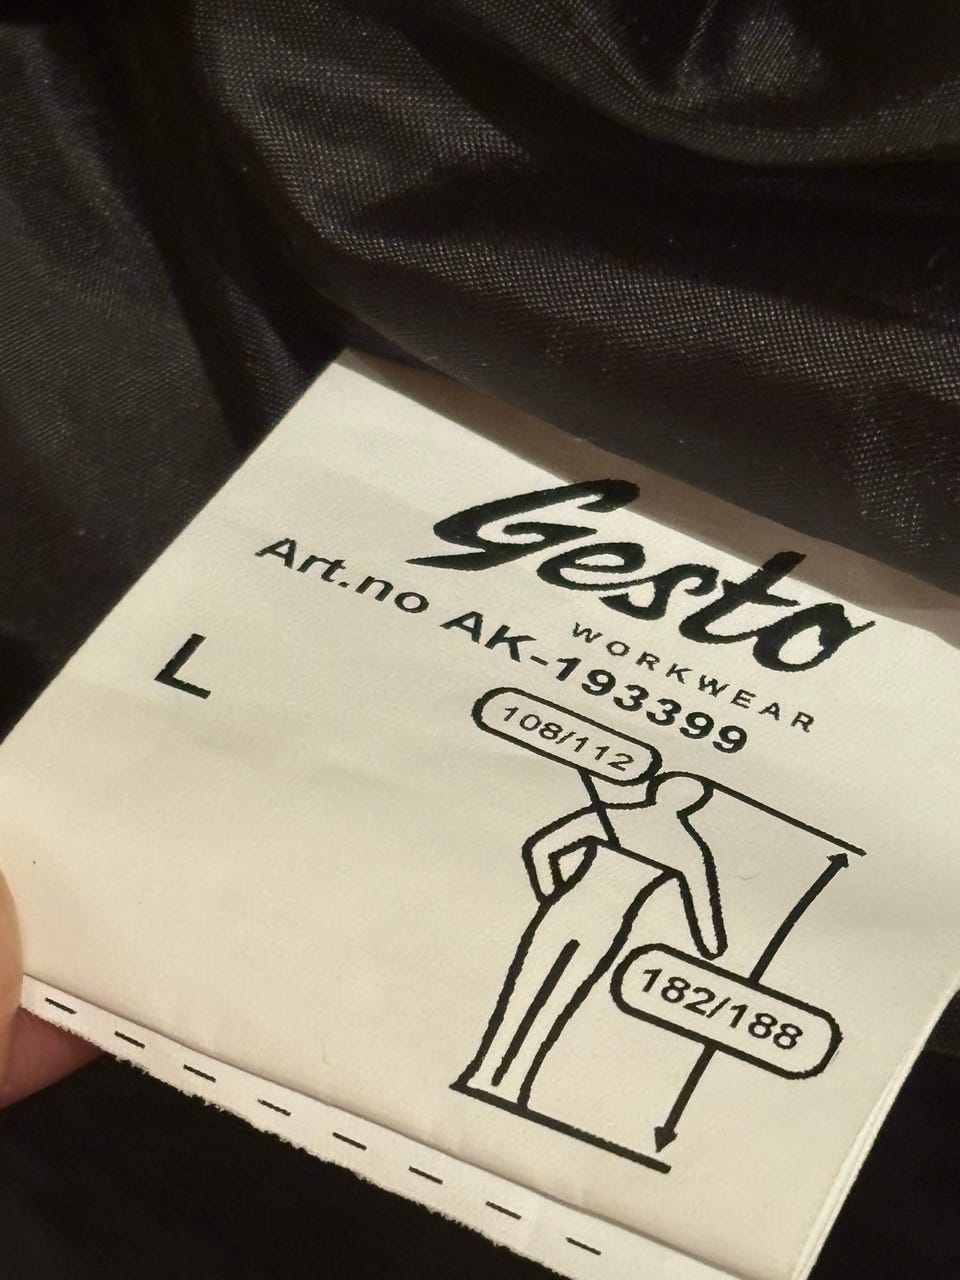 Gesto
WORKWEAR
Art.no AK-193399
L
108/112
182/188